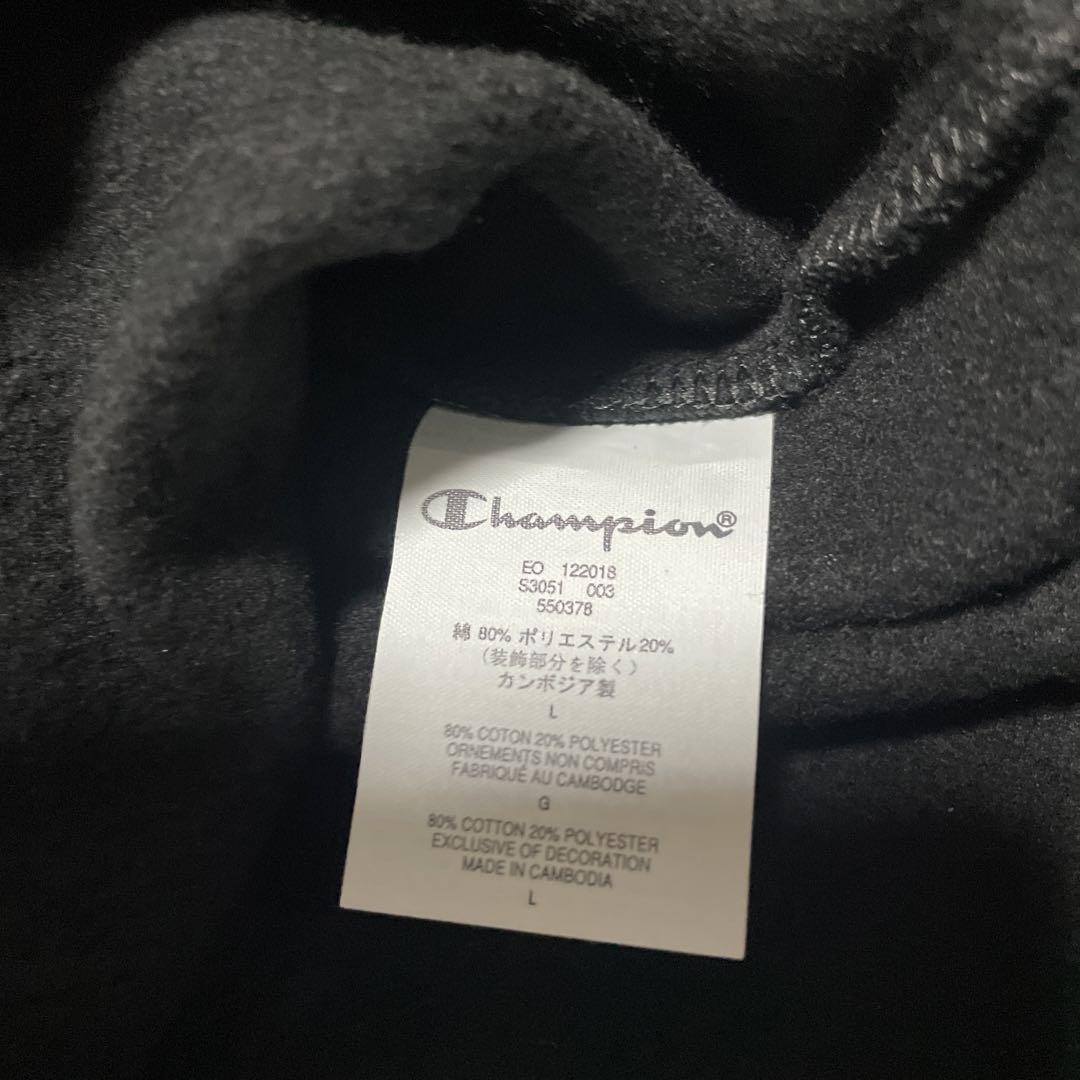 Champion®
EO 122018
S3051 003
550378
綿 80% ポリエステル20%
(装飾部分を除く)
カンボジア製
L
80% COTON 20% POLYESTER
ORNEMENTS NON COMPRIS
FABRIQUÉ AU CAMBODGE
G
80% COTTON 20% POLYESTER
EXCLUSIVE OF DECORATION
MADE IN CAMBODIA
L